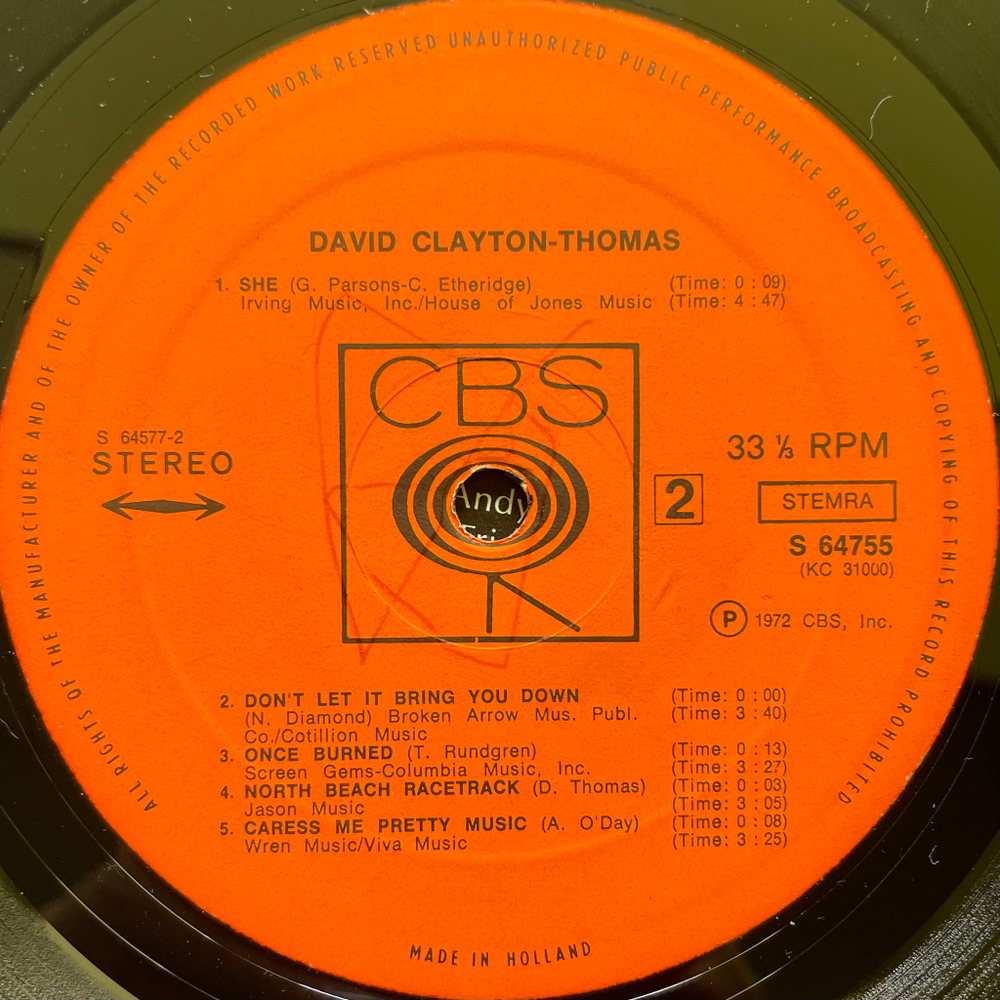 ALL RIGHTS OF THE MANUFACTURER AND OF THE OWNER OF THE RECORDED WORK RESERVED UNAUTHORIZED PUBLIC PERFORMANCE BROADCASTING AND COPYING OF THIS RECORD PROHIBITED
DAVID CLAYTON-THOMAS
1. SHE (G. Parsons-C. Etheridge) (Time: 0 : 09)
Irving Music, Inc./House of Jones Music (Time: 4 : 47)
CBS
S 64577-2
STEREO
33 ⅓ RPM
Andy
2
STEMRA
S 64755
(KC 31000)
Ⓟ 1972 CBS, Inc.
2. DON'T LET IT BRING YOU DOWN (Time: 0 : 00)
(N. Diamond) Broken Arrow Mus. Publ. (Time: 3 : 40)
Co./Cotillion Music
3. ONCE BURNED (T. Rundgren) (Time: 0 : 13)
Screen Gems-Columbia Music, Inc. (Time: 3 : 27)
4. NORTH BEACH RACETRACK (D. Thomas) (Time: 0 : 03)
Jason Music (Time: 3 : 05)
5. CARESS ME PRETTY MUSIC (A. O'Day) (Time: 0 : 08)
Wren Music/Viva Music (Time: 3 : 25)
MADE IN HOLLAND